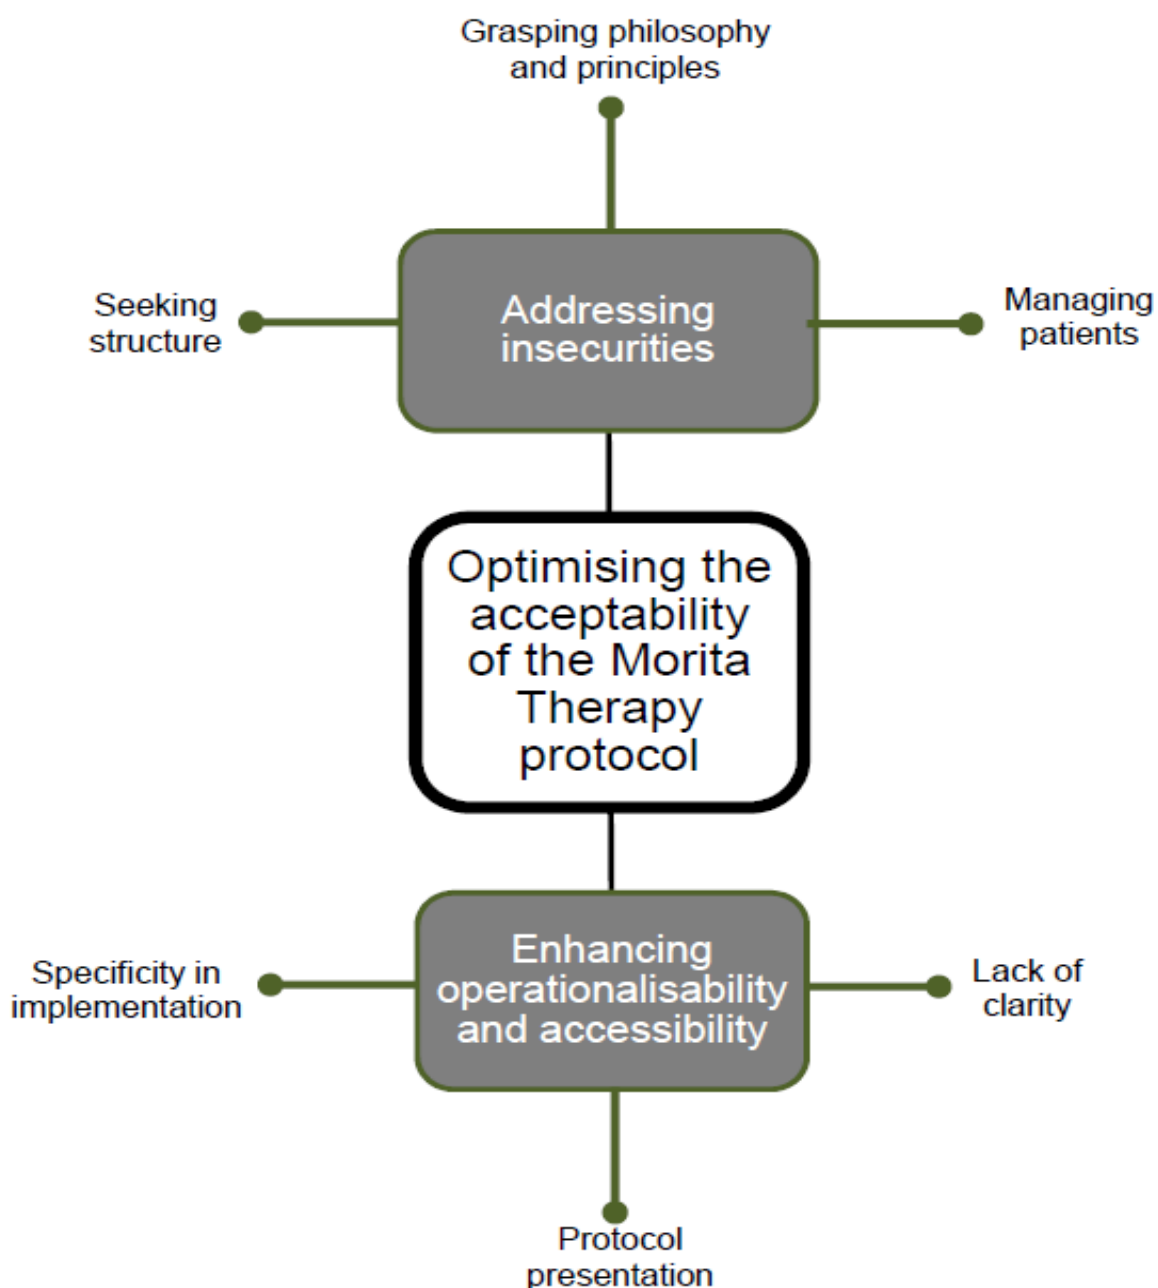 Grasping philosophy
and principles
Seeking
structure
Addressing
insecurities
Managing
patients
Optimising the
acceptability
of the Morita
Therapy
protocol
Specificity in
implementation
Enhancing
operationalisability
and accessibility
Lack of
clarity
Protocol
presentation